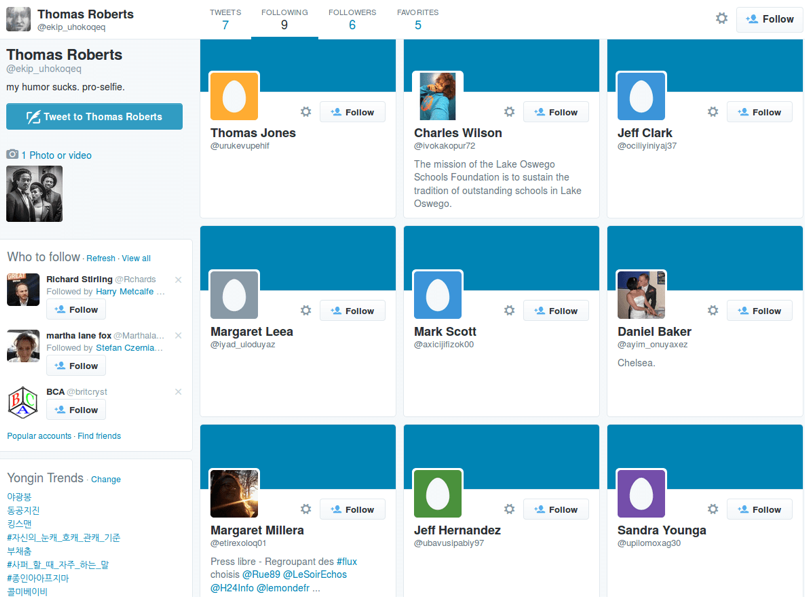 Thomas Roberts
@ekip_uhokoqeq
TWEETS FOLLOWING FOLLOWERS FAVORITES
7 9 6 5
Follow
Thomas Roberts
@ekip_uhokoqeq
my humor sucks. pro-selfie.
Tweet to Thomas Roberts
1 Photo or video
Who to follow · Refresh · View all
Richard Stirling @Rchards
Followed by Harry Metcalfe ...
Follow
martha lane fox @Marthala...
Followed by Stefan Czernia...
Follow
BCA @britcryst
Follow
Popular accounts · Find friends
Yongin Trends · Change
야광봉
동공지진
킹스맨
#자신의_눈캐_호캐_관캐_기준
부채춤
#사퍼_할_때_자주_하는_말
#종인아아프지마
콜미베이비
Follow
Thomas Jones
@urukevupehif
Follow
Charles Wilson
@ivokakopur72
The mission of the Lake Oswego
Schools Foundation is to sustain the
tradition of outstanding schools in Lake
Oswego.
Follow
Jeff Clark
@ociliyiniyaj37
Follow
Margaret Leea
@iyad_uloduyaz
Follow
Mark Scott
@axicijifizok00
Follow
Daniel Baker
@ayim_onuyaxez
Chelsea.
Follow
Margaret Millera
@etirexoloq01
Press libre - Regroupant des #flux
choisis @Rue89 @LeSoirEchos
@H24Info @lemondefr ...
Follow
Jeff Hernandez
@ubavusipabiy97
Follow
Sandra Younga
@upilomoxag30